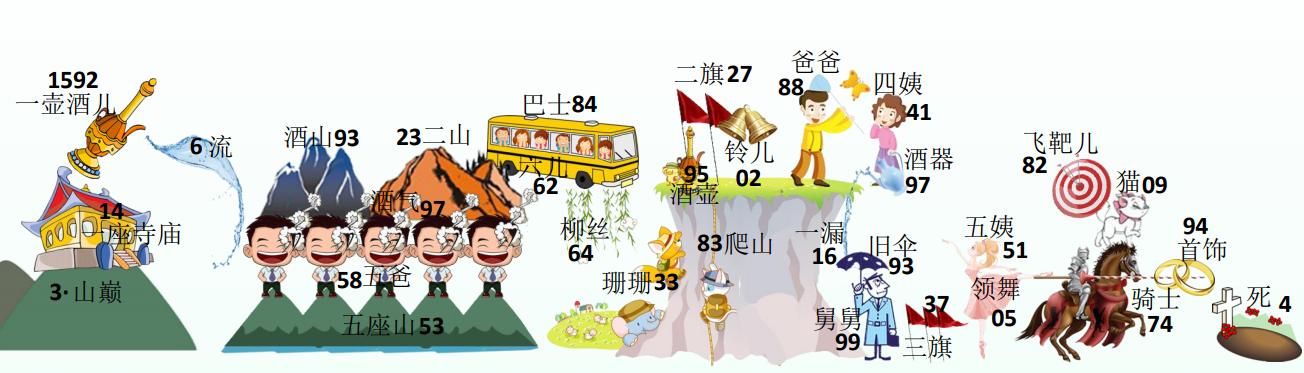 1592
一壶酒儿
14
一座寺庙
3·山巅
6流
酒山93
23二山
酒气97
58五爸
五座山53
巴士84
六儿
62
柳丝
64
珊珊33
二旗27
95
酒壶
铃儿
02
83爬山
爸爸
88
四姨
41
酒器
97
一漏
16
旧伞
93
舅舅
99
37
三旗
五姨
51
领舞
05
飞靶儿
82
猫09
骑士
74
94
首饰
死4